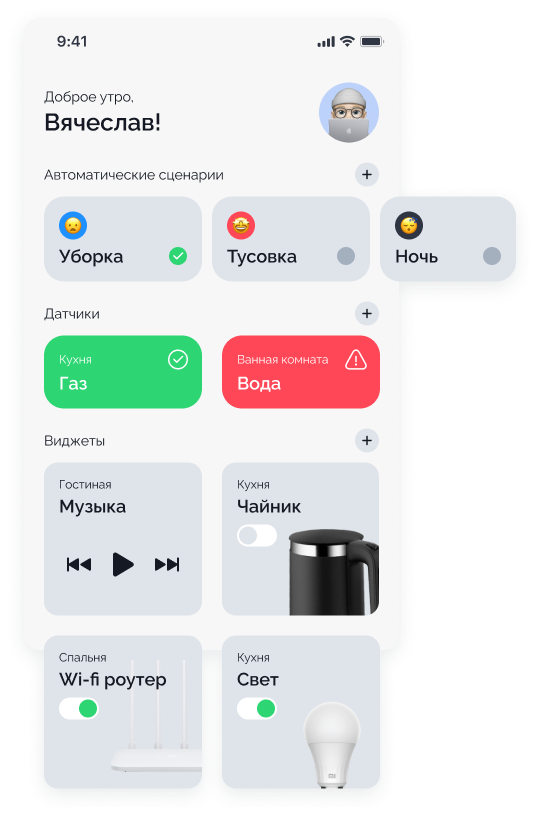 9:41
Доброе утро,
Вячеслав!
Автоматические сценарии
Уборка
Тусовка
Ночь
Датчики
Кухня
Газ
Ванная комната
Вода
Виджеты
Гостиная
Музыка
Кухня
Чайник
Спальня
Wi-fi роутер
Кухня
Свет